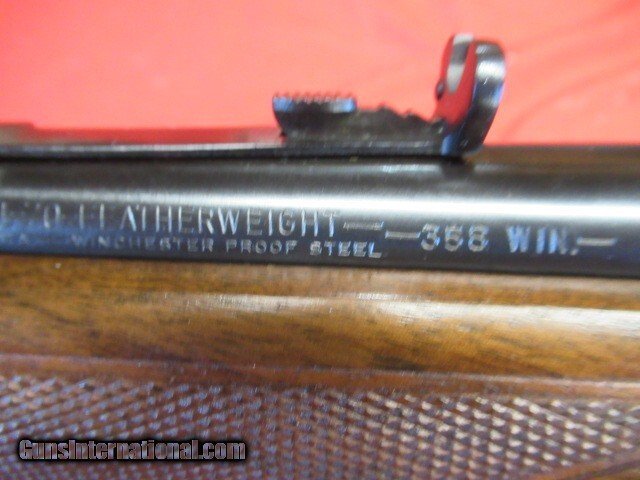 FEATHERWEIGHT— —358 WIN.—
WINCHESTER PROOF STEEL
GunsInternational.com